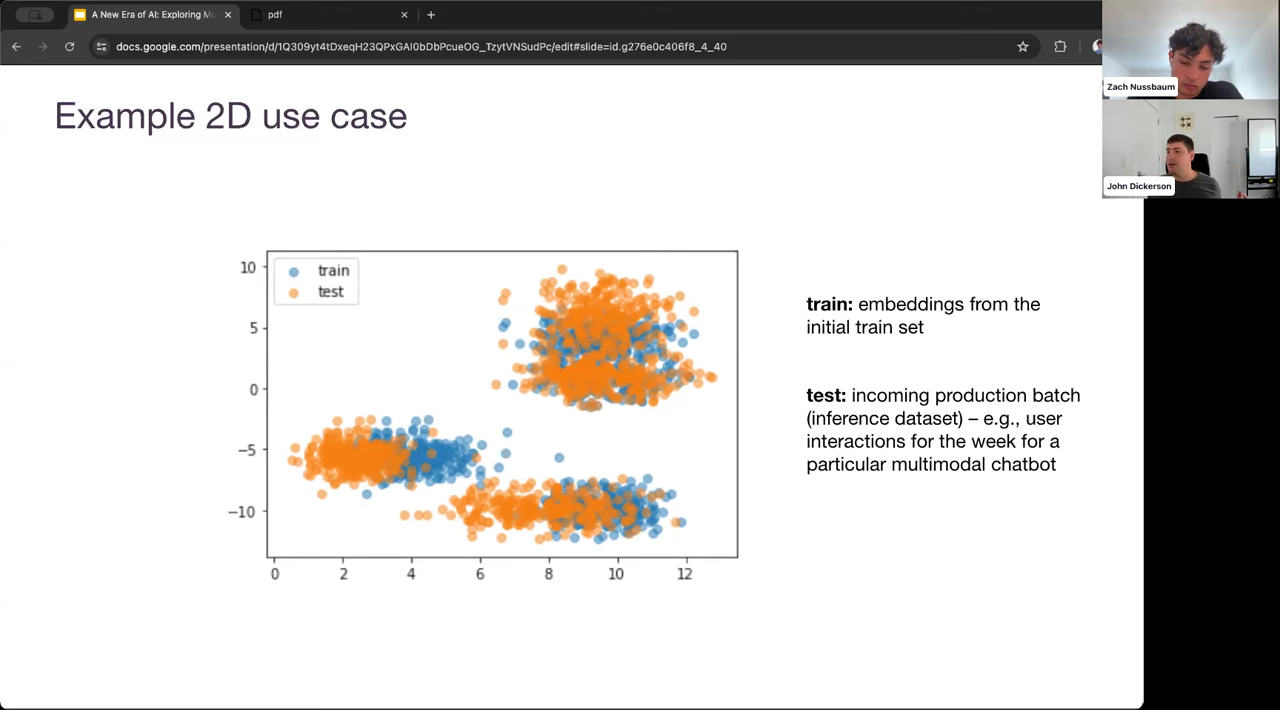 A New Era of AI: Exploring Mu
pdf
docs.google.com/presentation/d/1Q309yt4tDxeqH23QPxGAI0bDbPcueOG_TzytVNSudPc/edit#slide=id.g276e0c406f8_4_40
Zach Nussbaum
John Dickerson
Example 2D use case
train
test
10
5
0
−5
−10
0 2 4 6 8 10 12
train: embeddings from the
initial train set
test: incoming production batch
(inference dataset) – e.g., user
interactions for the week for a
particular multimodal chatbot